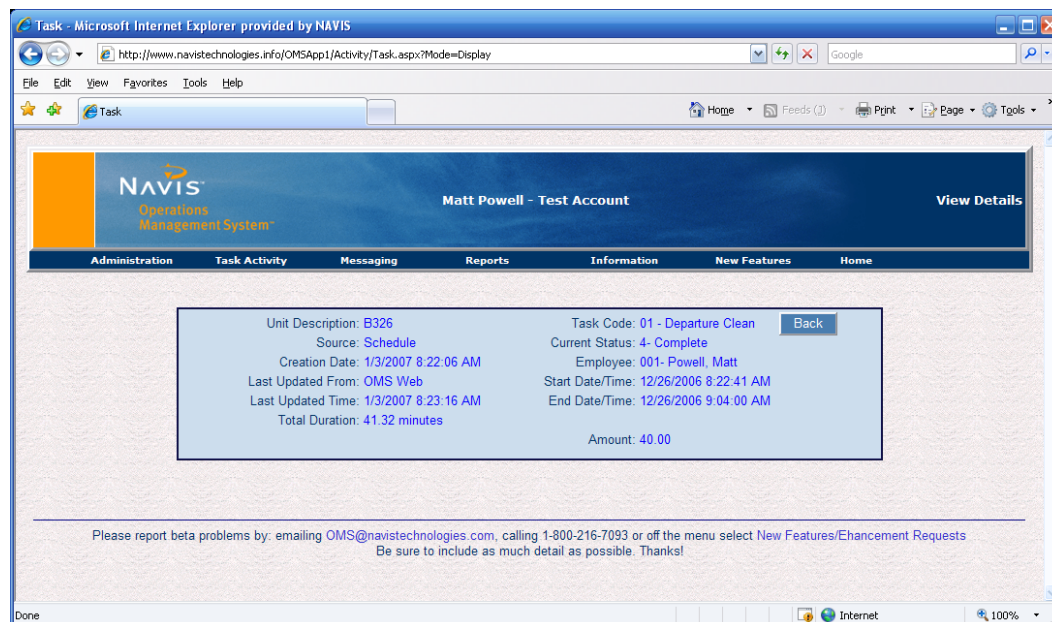 Task - Microsoft Internet Explorer provided by NAVIS
http://www.navistechnologies.info/OMSApp1/Activity/Task.aspx?Mode=Display
Google
File Edit View Favorites Tools Help
Task
Home Feeds (J) Print Page Tools
NAVIS
Operations
Management System
Matt Powell - Test Account
View Details
Administration Task Activity Messaging Reports Information New Features Home
Unit Description: B326 Task Code: 01 - Departure Clean Back
Source: Schedule Current Status: 4- Complete
Creation Date: 1/3/2007 8:22:06 AM Employee: 001- Powell, Matt
Last Updated From: OMS Web Start Date/Time: 12/26/2006 8:22:41 AM
Last Updated Time: 1/3/2007 8:23:16 AM End Date/Time: 12/26/2006 9:04:00 AM
Total Duration: 41.32 minutes
Amount: 40.00
Please report beta problems by: emailing OMS@navistechnologies.com, calling 1-800-216-7093 or off the menu select New Features/Ehancement Requests
Be sure to include as much detail as possible. Thanks!
Done Internet 100%